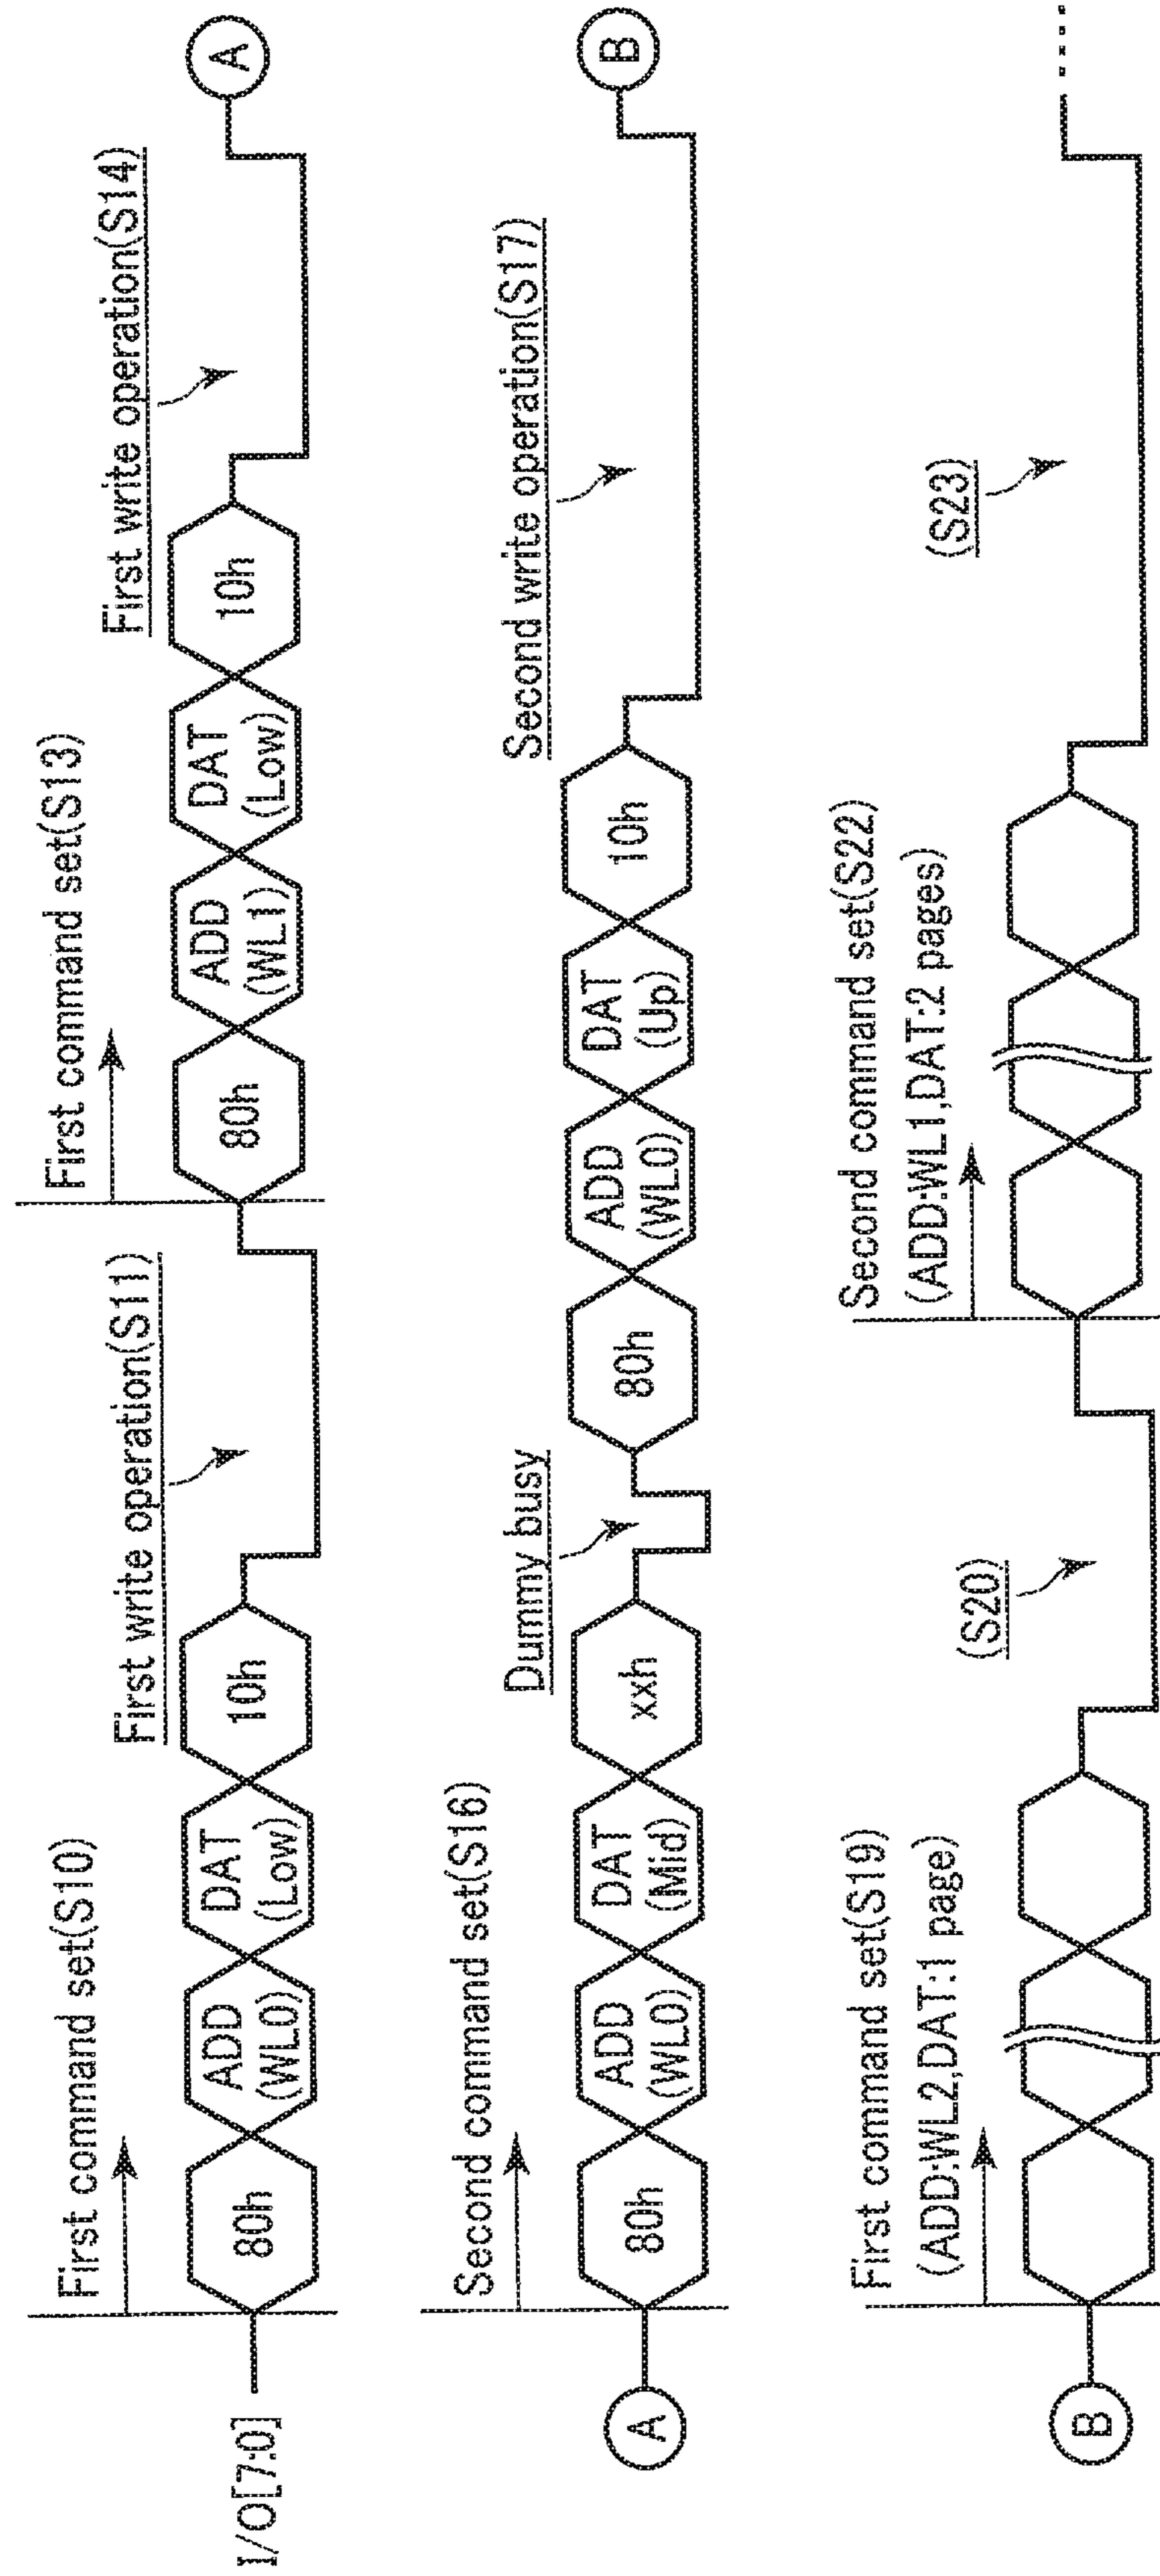 First command set(S10)
First write operation(S11)
First command set(S13)
First write operation(S14)
I/O[7:0]
80h
ADD
(WL0)
DAT
(Low)
10h
80h
ADD
(WL1)
DAT
(Low)
10h
A
Second command set(S16)
Dummy busy
Second write operation(S17)
A
80h
ADD
(WL0)
DAT
(Mid)
xxh
80h
ADD
(WL0)
DAT
(Up)
10h
B
First command set(S19)
(ADD:WL2,DAT:1 page)
(S20)
Second command set(S22)
(ADD:WL1,DAT:2 pages)
(S23)
B